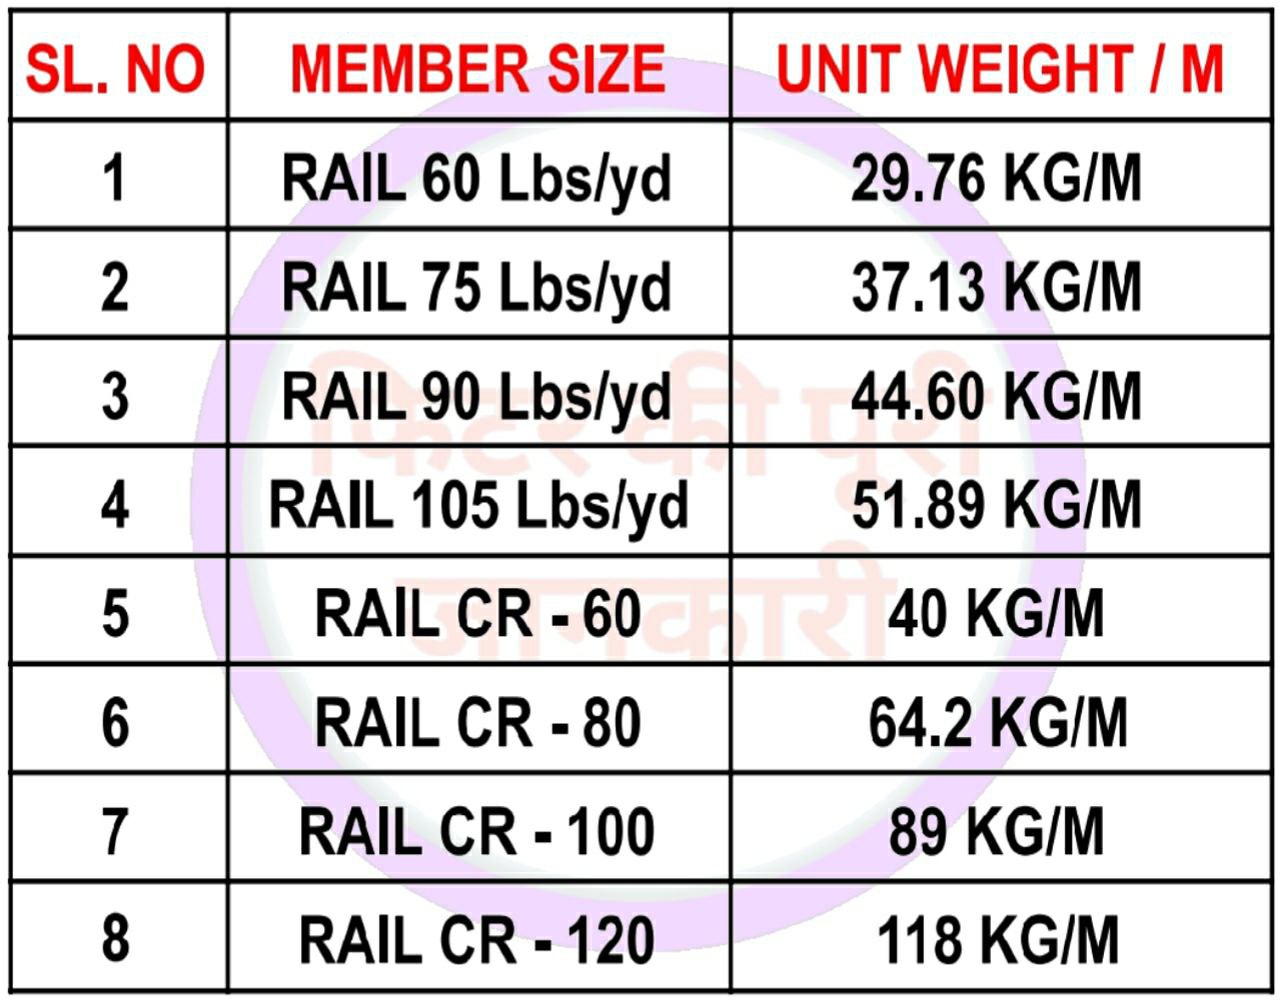 SL. NO MEMBER SIZE UNIT WEIGHT / M
1 RAIL 60 Lbs/yd 29.76 KG/M
2 RAIL 75 Lbs/yd 37.13 KG/M
3 RAIL 90 Lbs/yd 44.60 KG/M
4 RAIL 105 Lbs/yd 51.89 KG/M
5 RAIL CR - 60 40 KG/M
6 RAIL CR - 80 64.2 KG/M
7 RAIL CR - 100 89 KG/M
8 RAIL CR - 120 118 KG/M
फिटर की पूरी
जानकारी